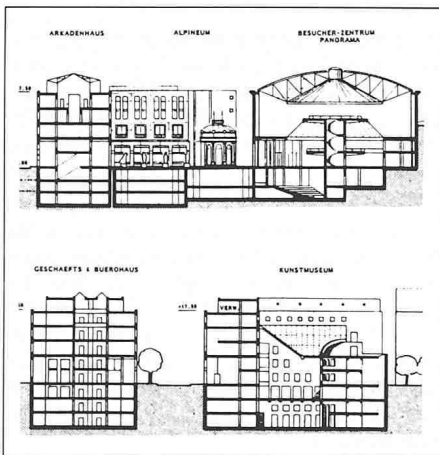 ARKADENHAUS
ALPINEUM
BESUCHER-ZENTRUM
PANORAMA
GESCHAEFTS & BUEROHAUS
KUNSTMUSEUM
+17,50
VERW.